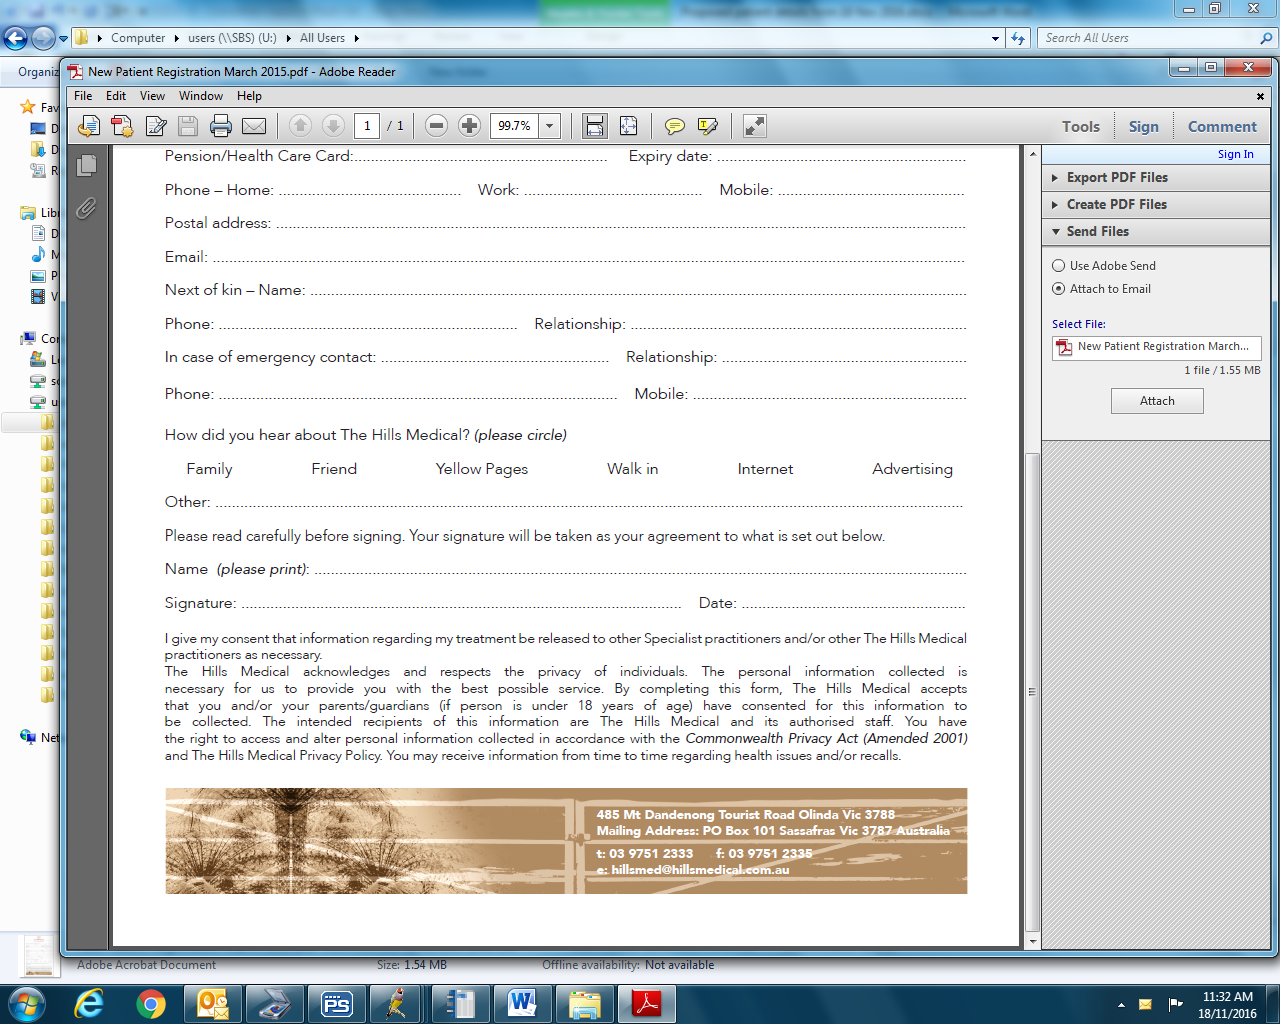 Computer users (\\SBS) (U:) All Users
Search All Users
Organiz
New Patient Registration March 2015.pdf - Adobe Reader
File Edit View Window Help
1 / 1 99.7%
Tools Sign Comment
Sign In
Export PDF Files
Create PDF Files
Send Files
Use Adobe Send
Attach to Email
Select File:
New Patient Registration March...
1 file / 1.55 MB
Attach
Fav
D
D
R
Libr
D
M
P
V
Cor
L
sc
us
Net
Pension/Health Care Card: Expiry date:
Phone – Home: Work: Mobile:
Postal address:
Email:
Next of kin – Name:
Phone: Relationship:
In case of emergency contact: Relationship:
Phone: Mobile:
How did you hear about The Hills Medical? (please circle)
Family Friend Yellow Pages Walk in Internet Advertising
Other:
Please read carefully before signing. Your signature will be taken as your agreement to what is set out below.
Name (please print):
Signature: Date:
I give my consent that information regarding my treatment be released to other Specialist practitioners and/or other The Hills Medical
practitioners as necessary.
The Hills Medical acknowledges and respects the privacy of individuals. The personal information collected is
necessary for us to provide you with the best possible service. By completing this form, The Hills Medical accepts
that you and/or your parents/guardians (if person is under 18 years of age) have consented for this information to
be collected. The intended recipients of this information are The Hills Medical and its authorised staff. You have
the right to access and alter personal information collected in accordance with the Commonwealth Privacy Act (Amended 2001)
and The Hills Medical Privacy Policy. You may receive information from time to time regarding health issues and/or recalls.
485 Mt Dandenong Tourist Road Olinda Vic 3788
Mailing Address: PO Box 101 Sassafras Vic 3787 Australia
t: 03 9751 2333 f: 03 9751 2335
e: hillsmed@hillsmedical.com.au
Adobe Acrobat Document Size: 1.54 MB Offline availability: Not available
PS
11:32 AM
18/11/2016